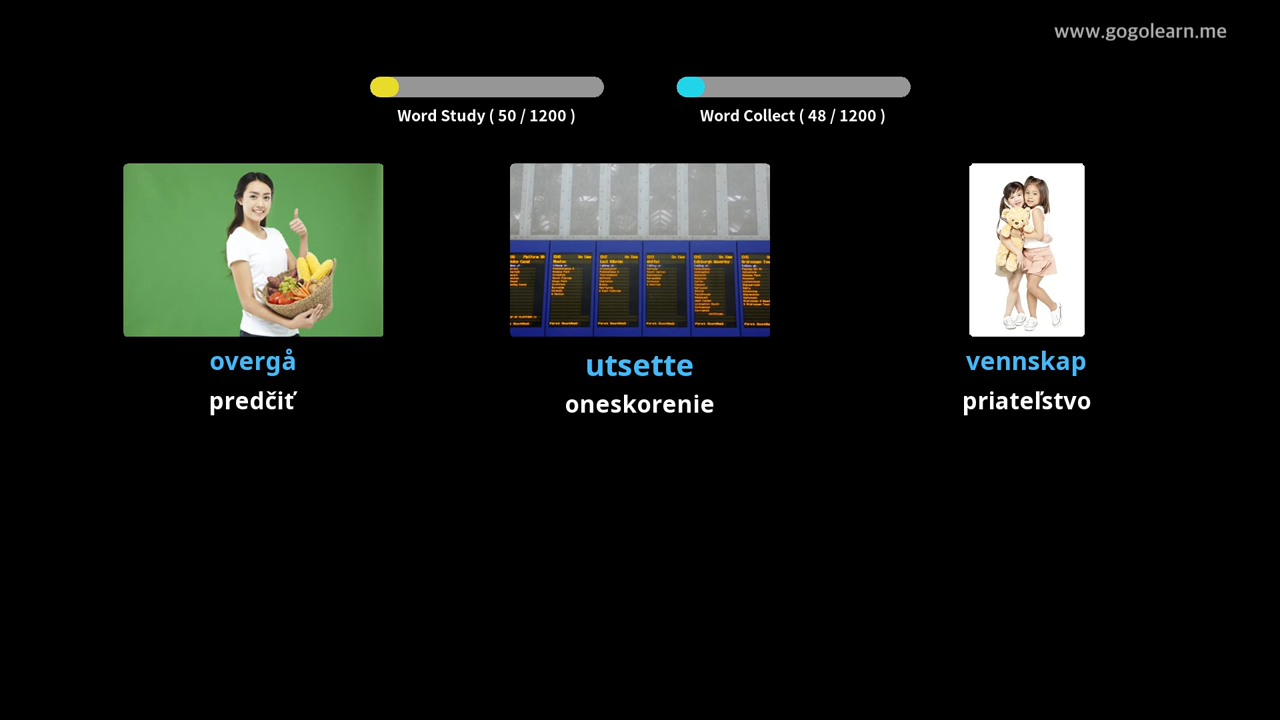 www.gogolearn.me
Word Study ( 50 / 1200 )
Word Collect ( 48 / 1200 )
overgå
utsette
vennskap
predčiť
oneskorenie
priateľstvo